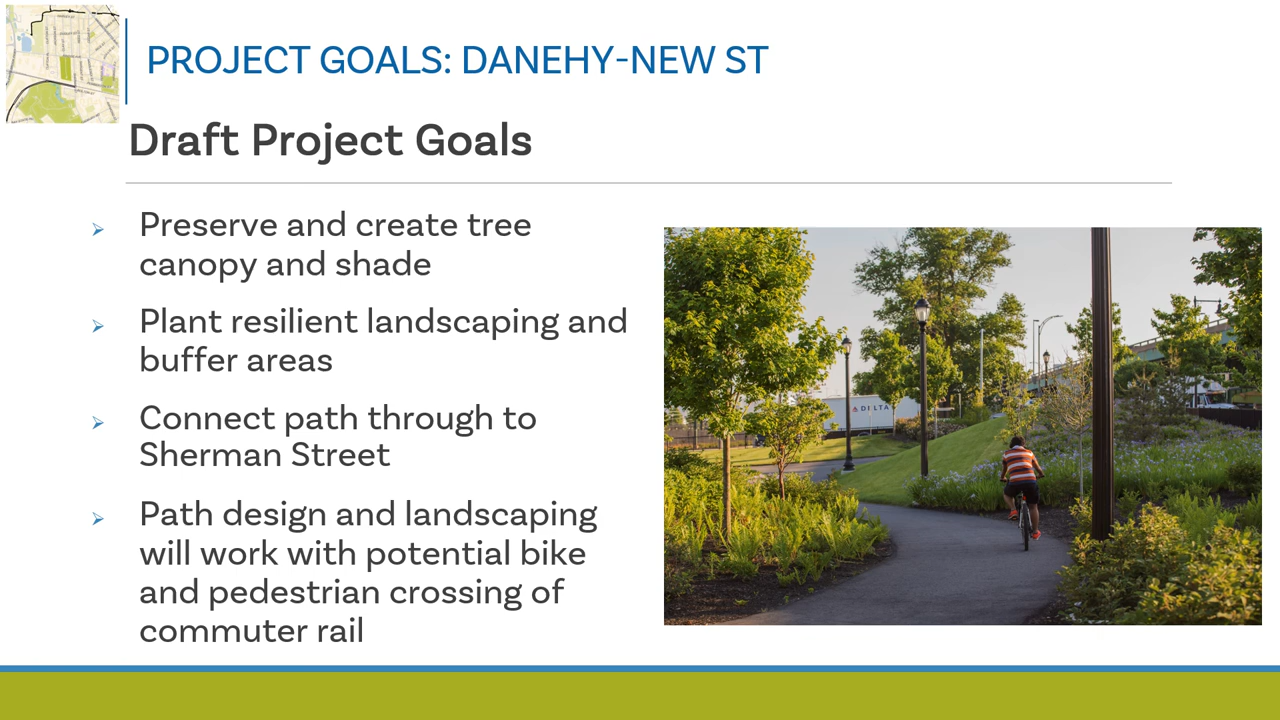 PROJECT GOALS: DANEHY-NEW ST
Draft Project Goals
Preserve and create tree
canopy and shade
Plant resilient landscaping and
buffer areas
Connect path through to
Sherman Street
Path design and landscaping
will work with potential bike
and pedestrian crossing of
commuter rail
DELTA